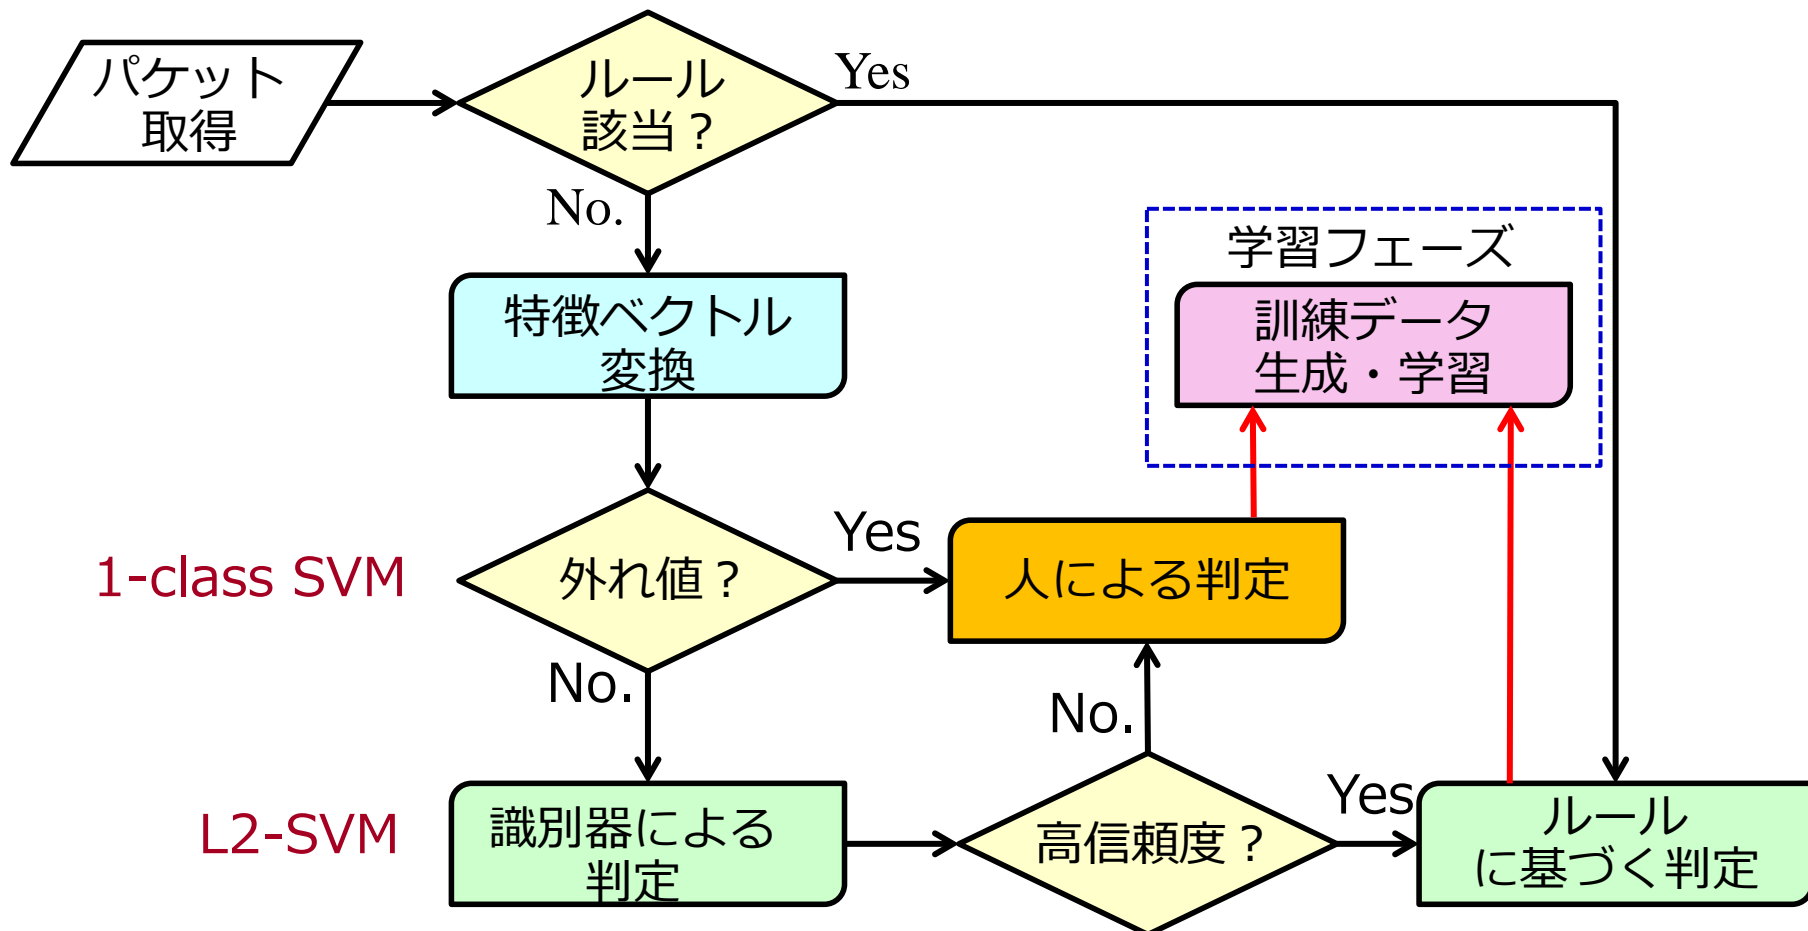 パケット
取得
ルール
該当？
Yes
No.
特徴ベクトル
変換
学習フェーズ
訓練データ
生成・学習
1-class SVM
外れ値？
Yes
人による判定
No.
No.
L2-SVM
識別器による
判定
高信頼度？
Yes
ルール
に基づく判定